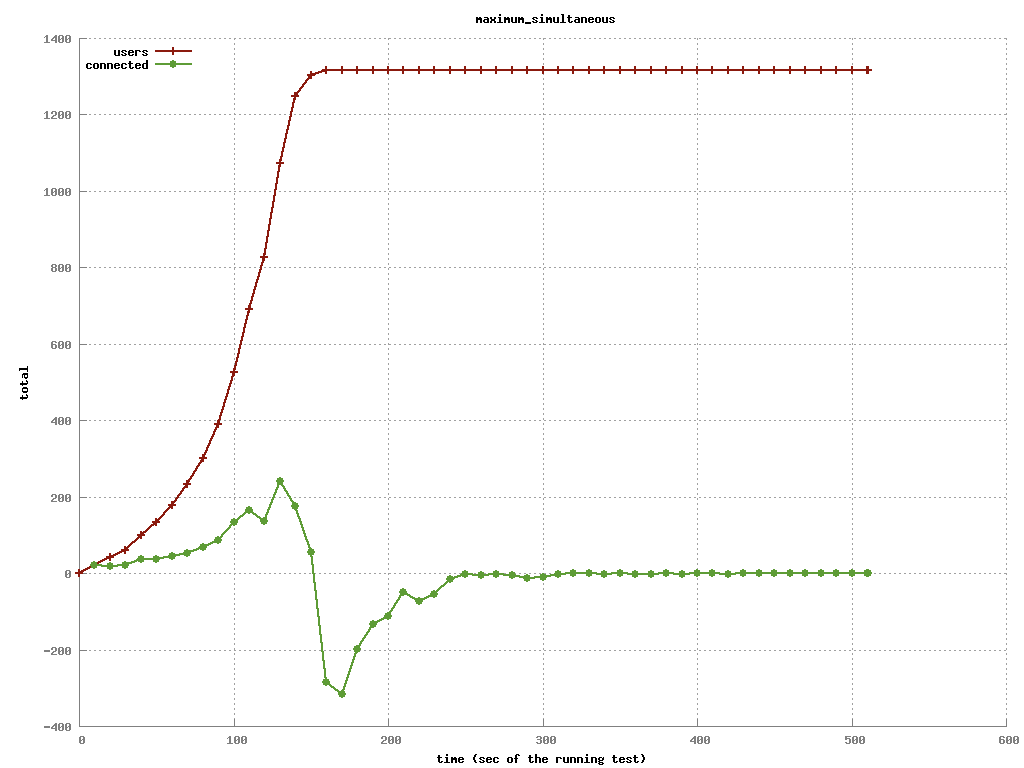 maximum_simultaneous
users
connected
1400
1200
1000
800
600
400
200
0
-200
-400
total
0 100 200 300 400 500 600
time (sec of the running test)